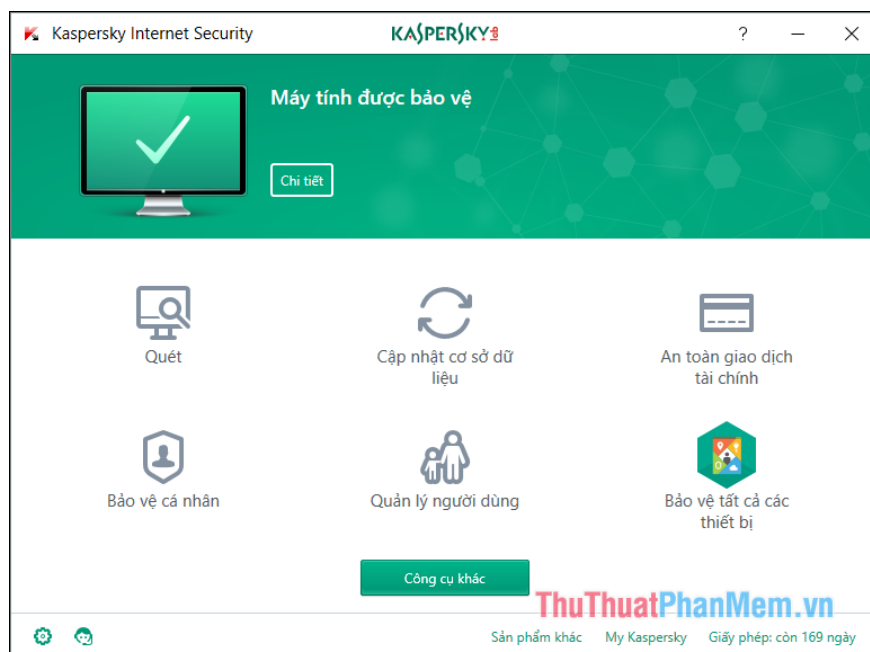 Kaspersky Internet Security
KASPERSKY LAB
?
Máy tính được bảo vệ
Chi tiết
Quét
Cập nhật cơ sở dữ
liệu
An toàn giao dịch
tài chính
Bảo vệ cá nhân
Quản lý người dùng
Bảo vệ tất cả các
thiết bị
Công cụ khác
ThuThuatPhanMem.vn
Sản phẩm khác My Kaspersky Giấy phép: còn 169 ngày